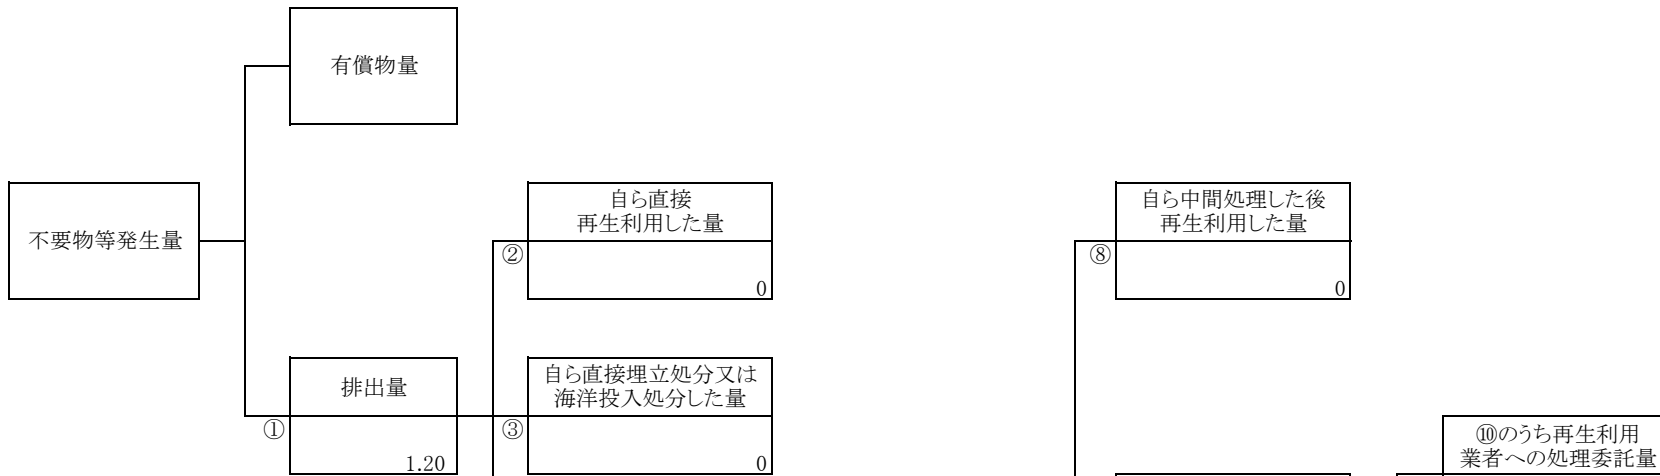 有償物量
不要物等発生量
自ら直接
再生利用した量
②
0
自ら中間処理した後
再生利用した量
⑧
0
排出量
①
1.20
自ら直接埋立処分又は
海洋投入処分した量
③
0
⑩のうち再生利用
業者への処理委託量